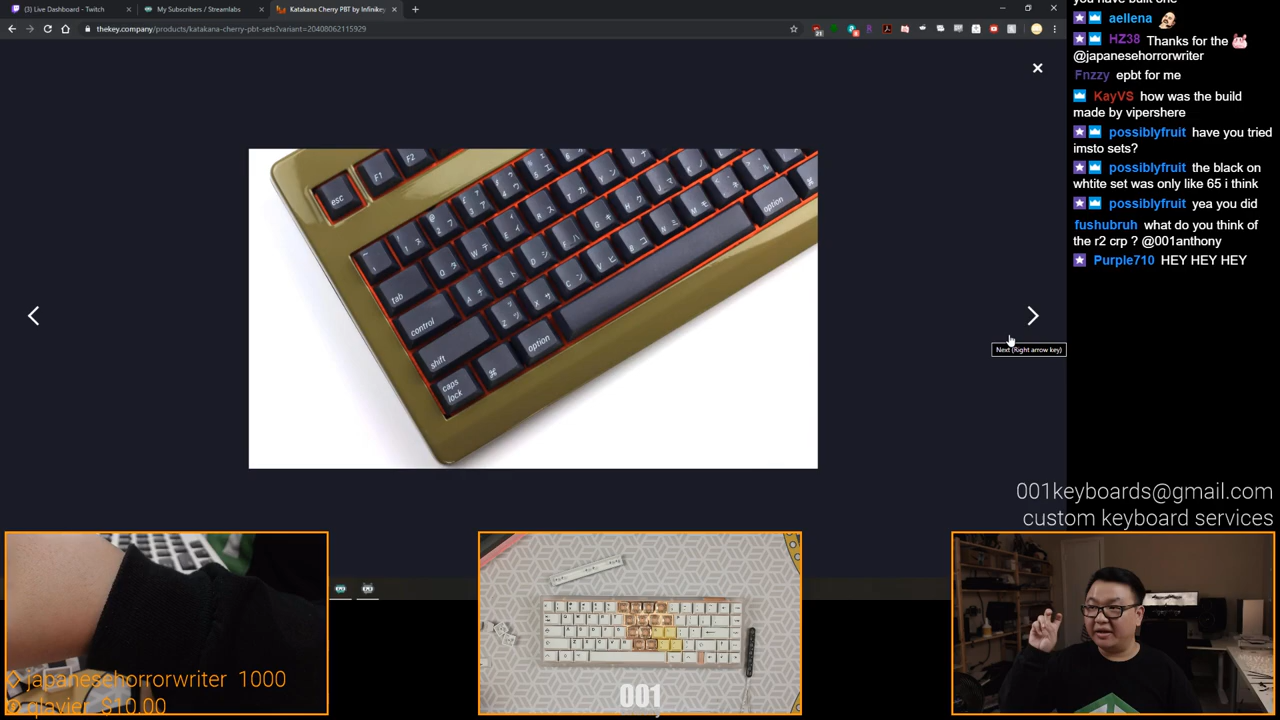 (3) Live Dashboard - Twitch
My Subscribers / Streamlabs
Katakana Cherry PBT by Infinikey
thekey.company/products/katakana-cherry-pbt-sets?variant=20408062115929
you have built one
aellena
HZ38 Thanks for the
@japanesehorrorwriter
Fnzzy epbt for me
KayVS how was the build
made by vipershere
possiblyfruit have you tried
imsto sets?
possiblyfruit the black on
whtite set was only like 65 i think
possiblyfruit yea you did
fushubruh what do you think of
the r2 crp ? @001anthony
Purple710 HEY HEY HEY
esc
F1
F2
tab
control
shift
caps
lock
option
option
Next (Right arrow key)
001keyboards@gmail.com
custom keyboard services
japanesehorrorwriter 1000
$10.00
001